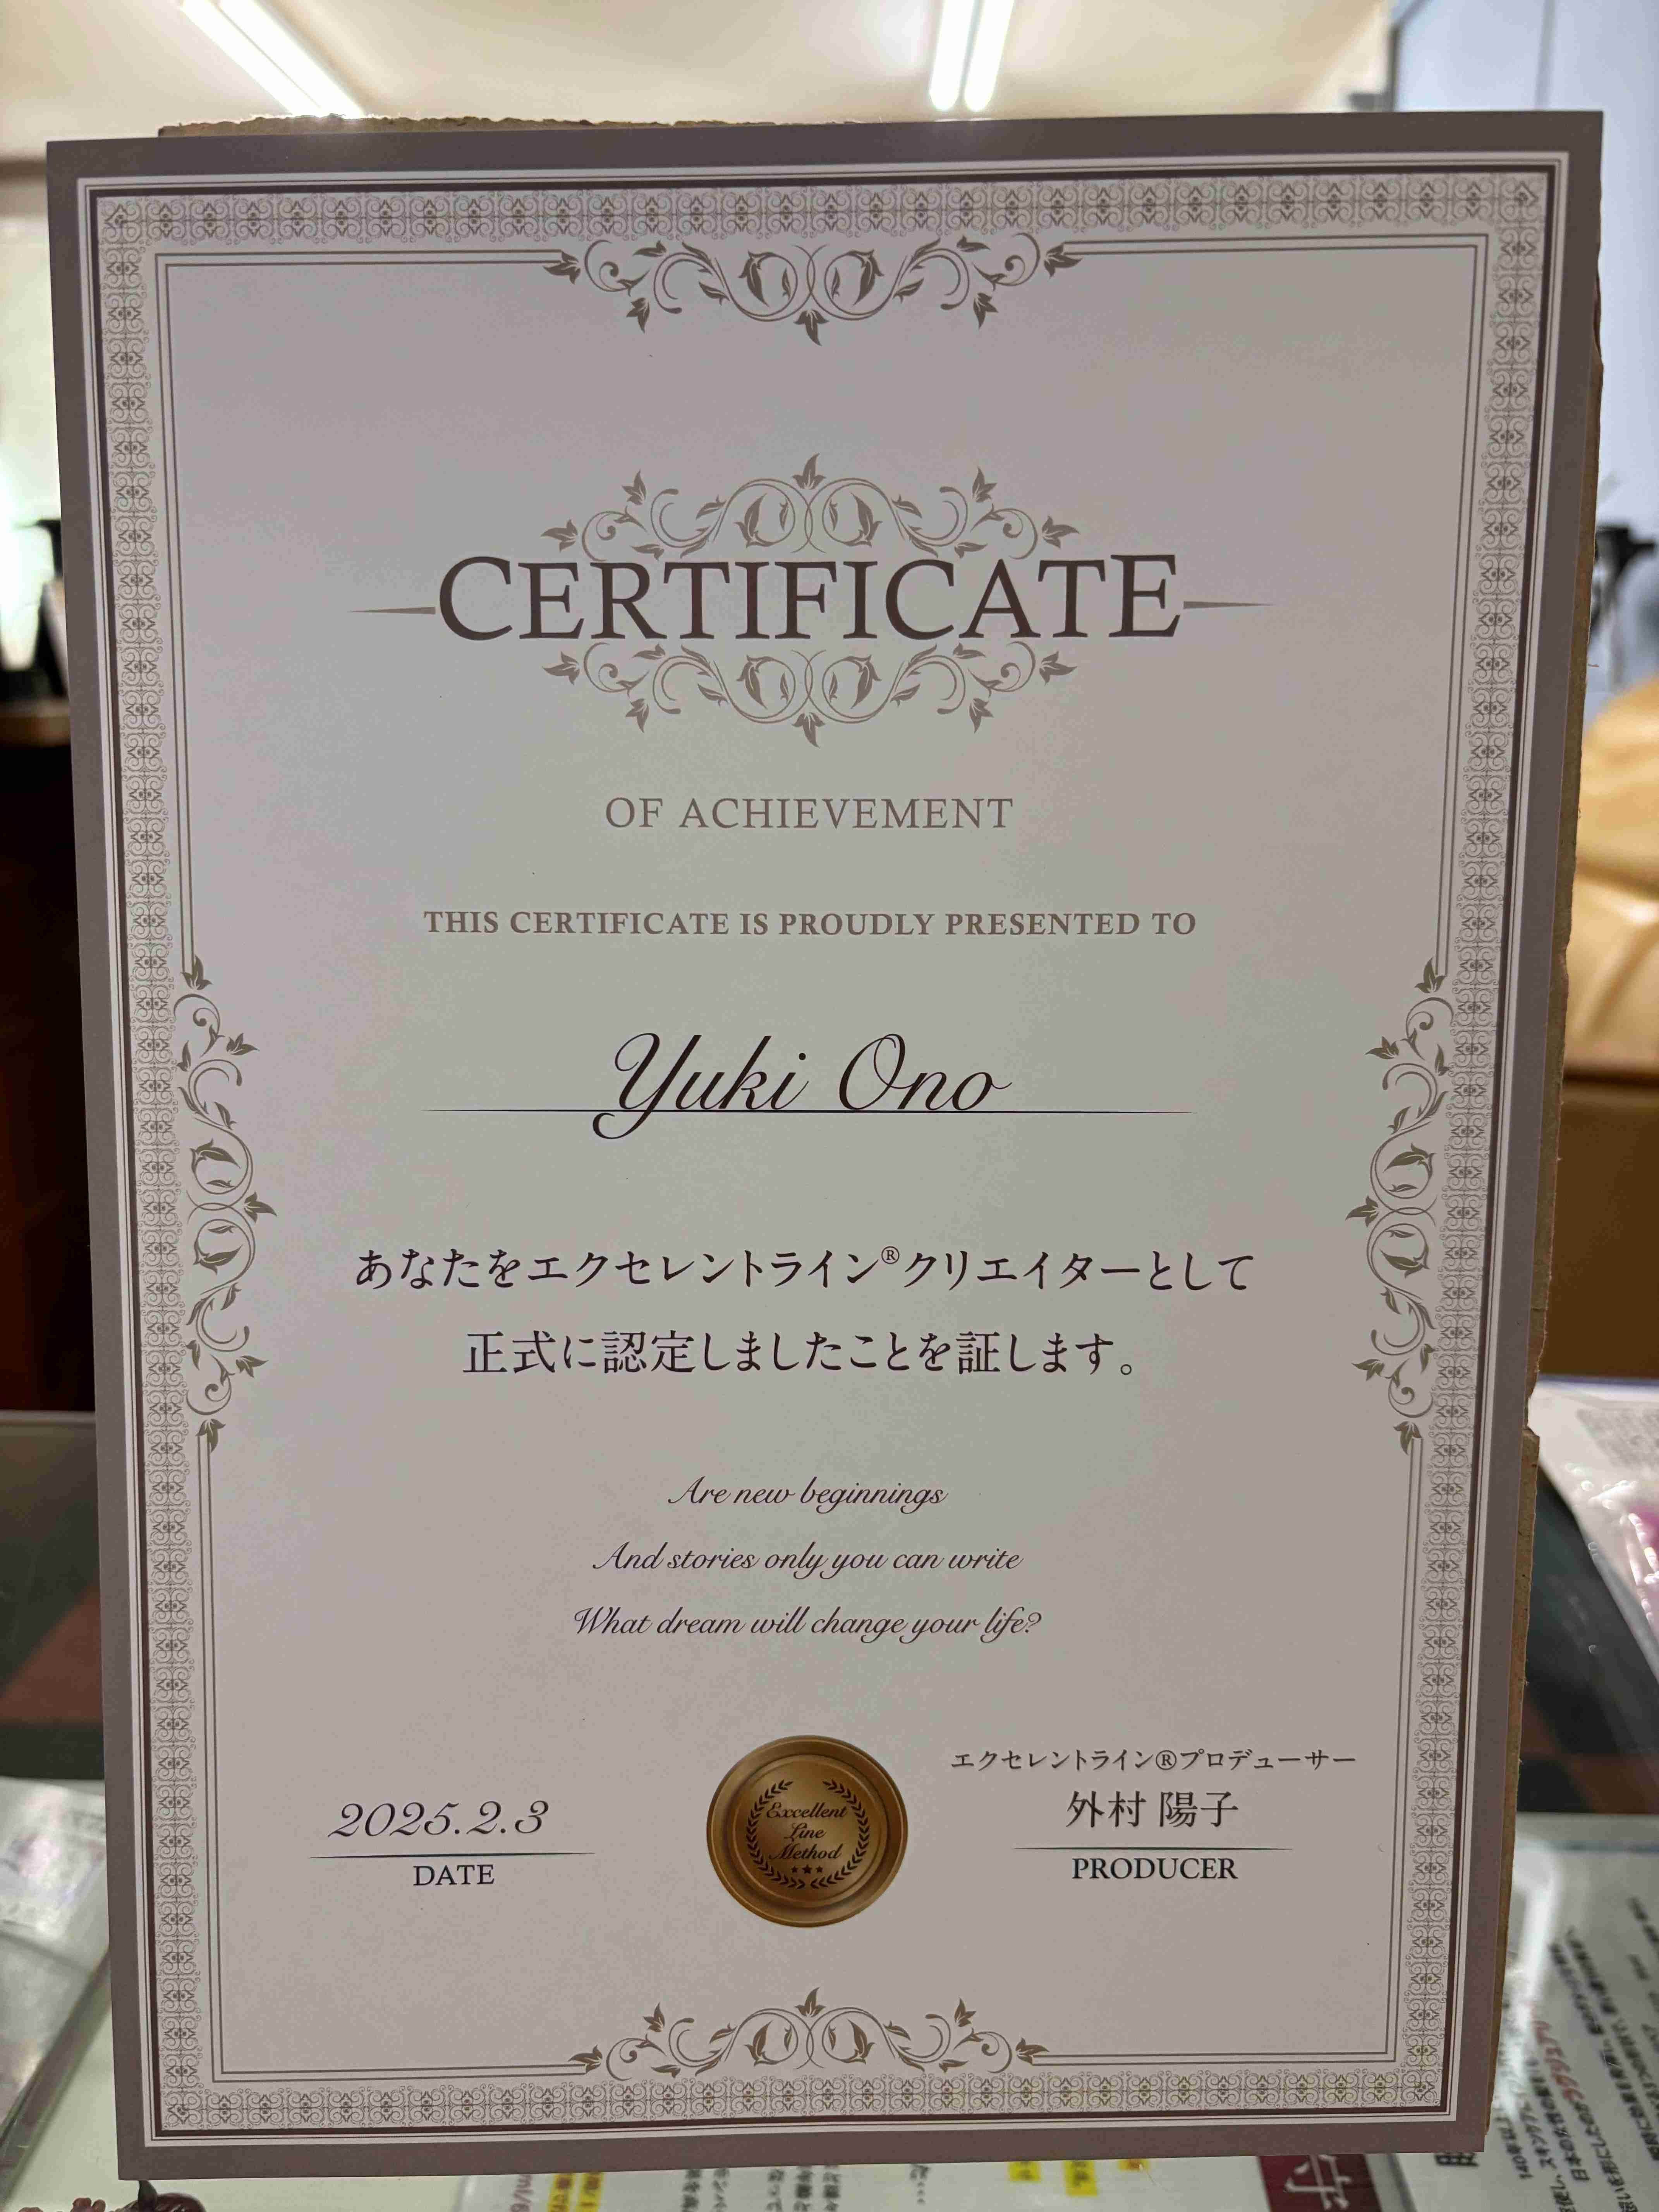 CERTIFICATE
OF ACHIEVEMENT
THIS CERTIFICATE IS PROUDLY PRESENTED TO
Yuki Ono
あなたをエクセレントライン®クリエイターとして
正式に認定しましたことを証します。
Are new beginnings
And stories only you can write
What dream will change your life?
2025.2.3
DATE
Excellent
Line
Method
エクセレントライン®プロデューサー
外村 陽子
PRODUCER